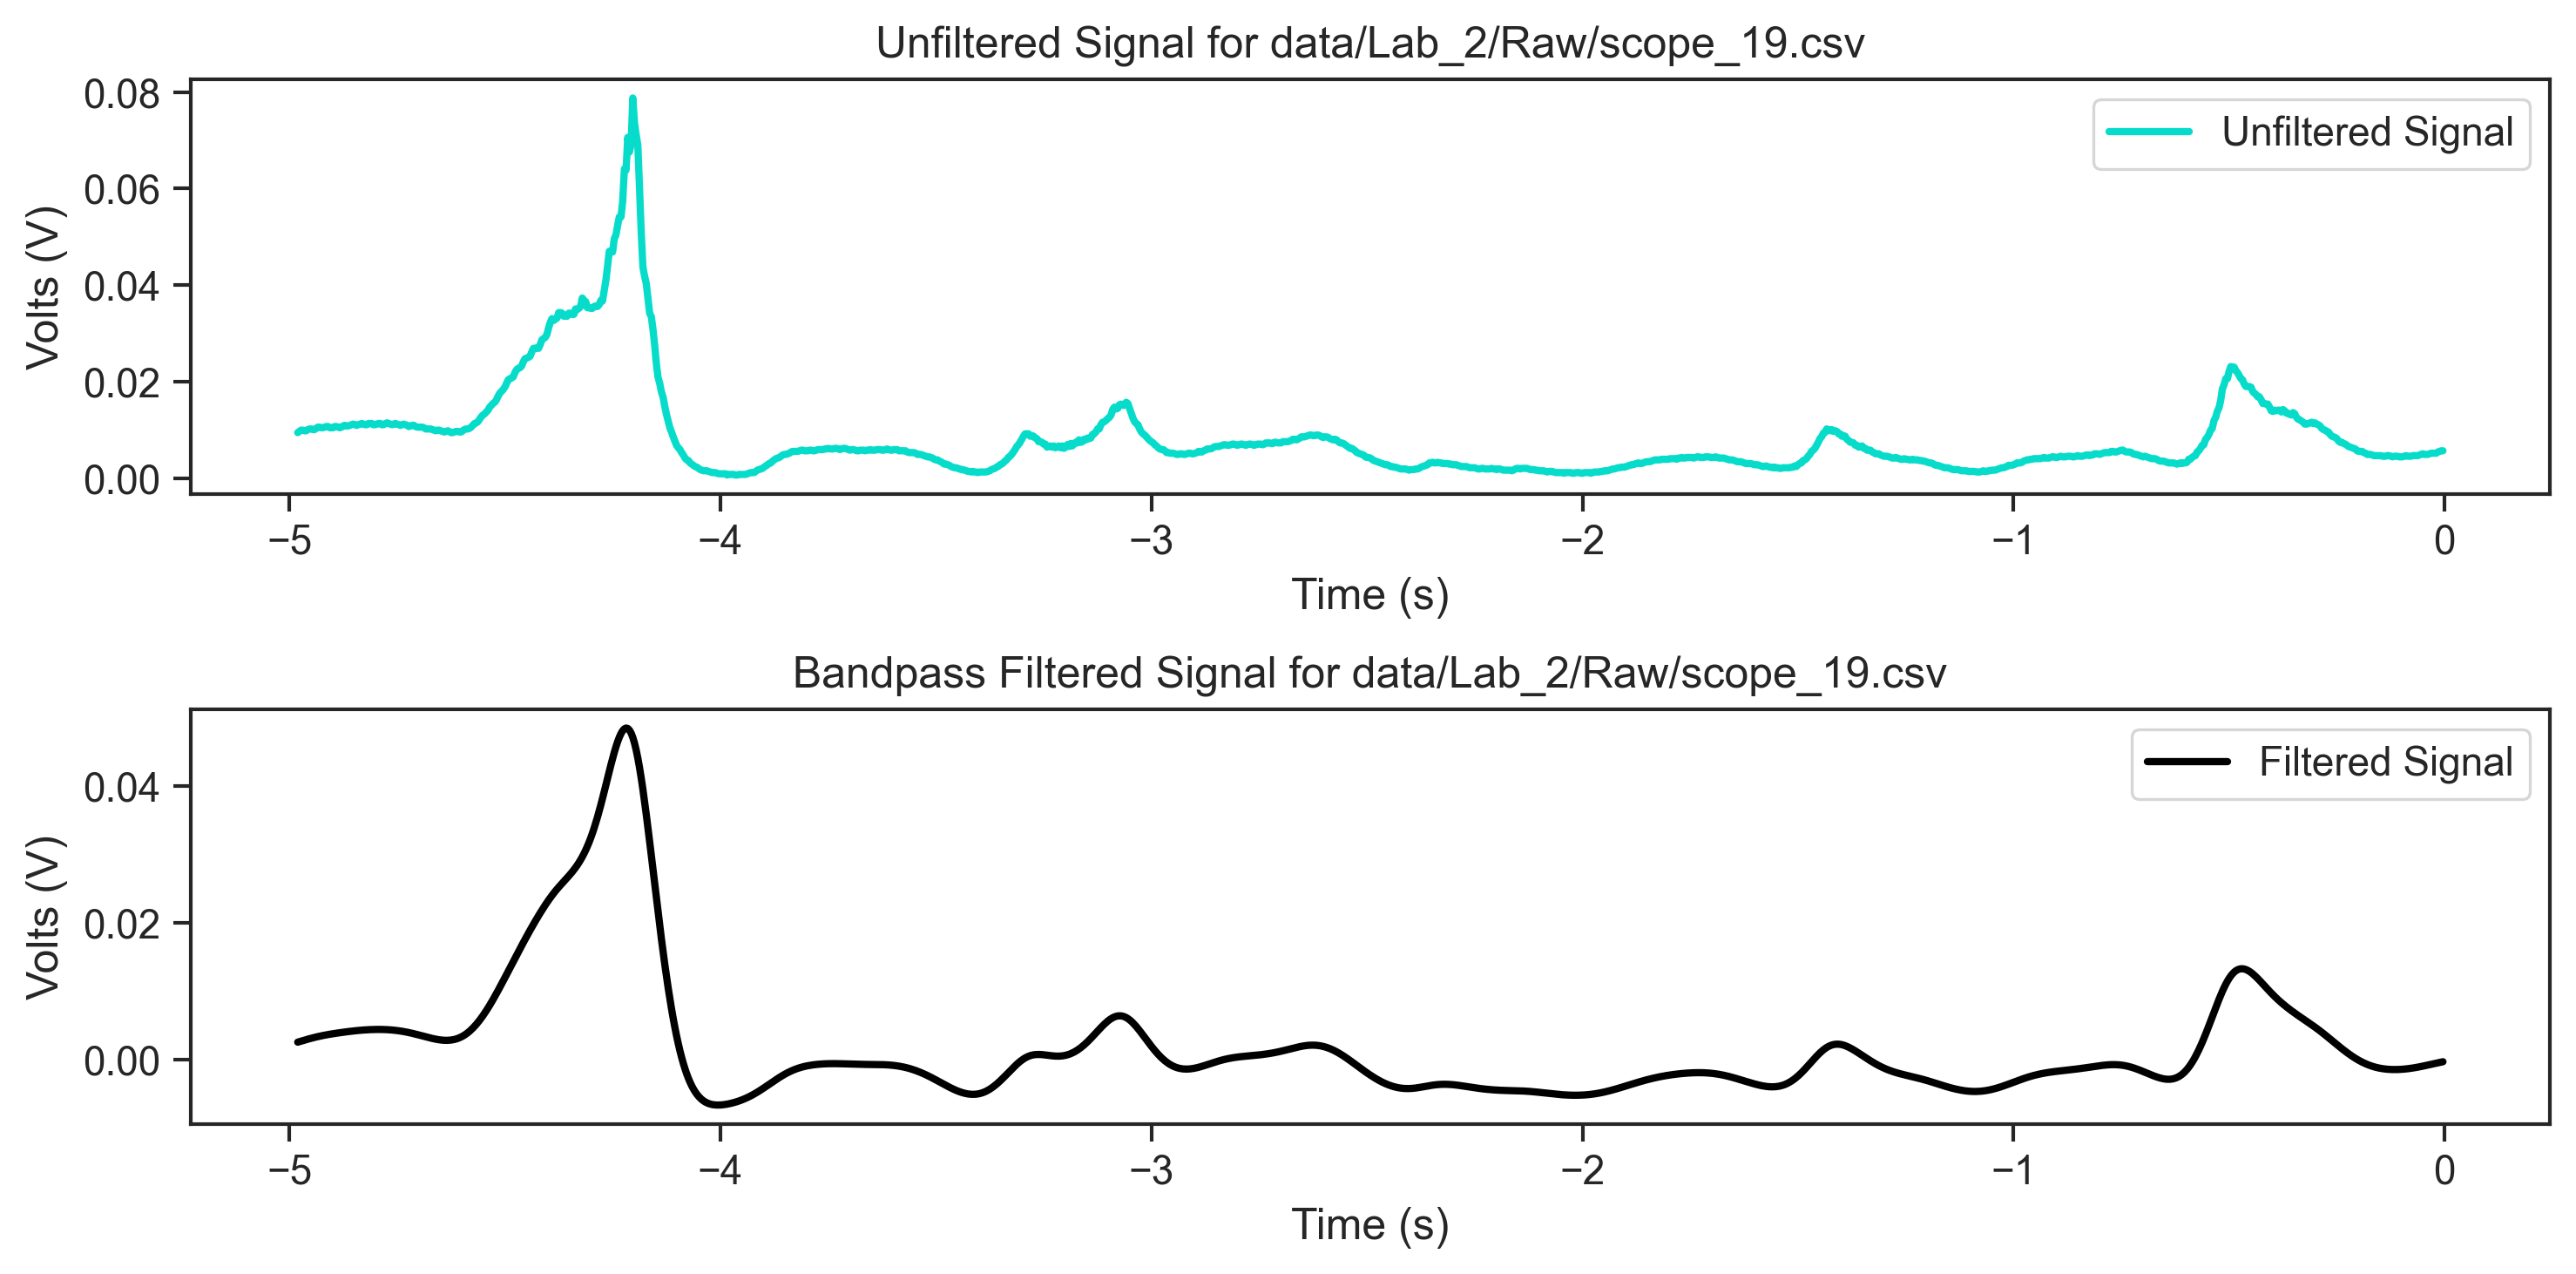 Unfiltered Signal for data/Lab_2/Raw/scope_19.csv
Unfiltered Signal
Volts (V)
0.08
0.06
0.04
0.02
0.00
−5
−4
−3
−2
−1
0
Time (s)
Bandpass Filtered Signal for data/Lab_2/Raw/scope_19.csv
Filtered Signal
Volts (V)
0.04
0.02
0.00
−5
−4
−3
−2
−1
0
Time (s)